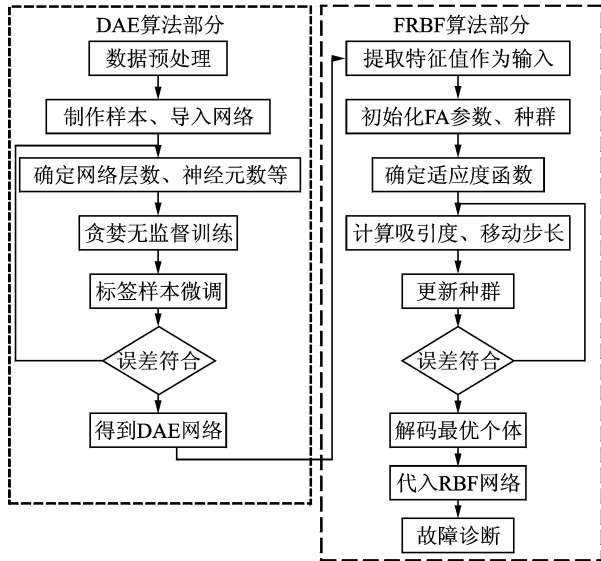 DAE算法部分
数据预处理
制作样本、导入网络
确定网络层数、神经元数等
贪婪无监督训练
标签样本微调
误差符合
得到DAE网络
FRBF算法部分
提取特征值作为输入
初始化FA参数、种群
确定适应度函数
计算吸引度、移动步长
更新种群
误差符合
解码最优个体
代入RBF网络
故障诊断